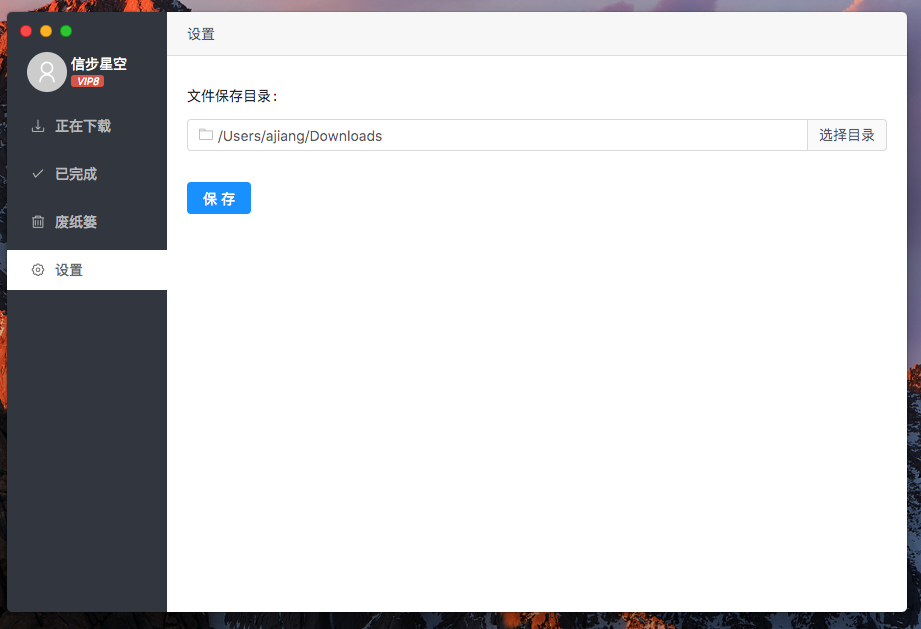 信步星空
VIP8
正在下载
已完成
废纸篓
设置
设置
文件保存目录:
/Users/ajiang/Downloads
选择目录
保 存